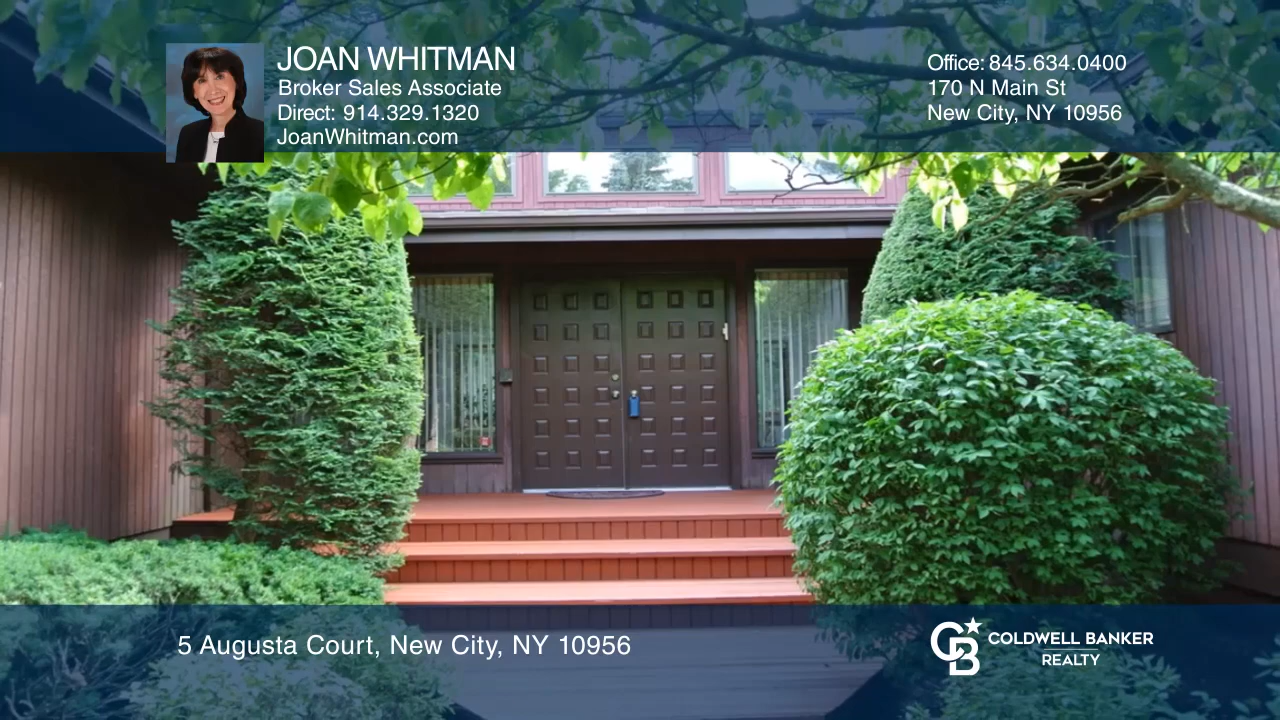 JOAN WHITMAN
Broker Sales Associate
Direct: 914.329.1320
JoanWhitman.com
Office: 845.634.0400
170 N Main St
New City, NY 10956
5 Augusta Court, New City, NY 10956
CB
COLDWELL BANKER
REALTY